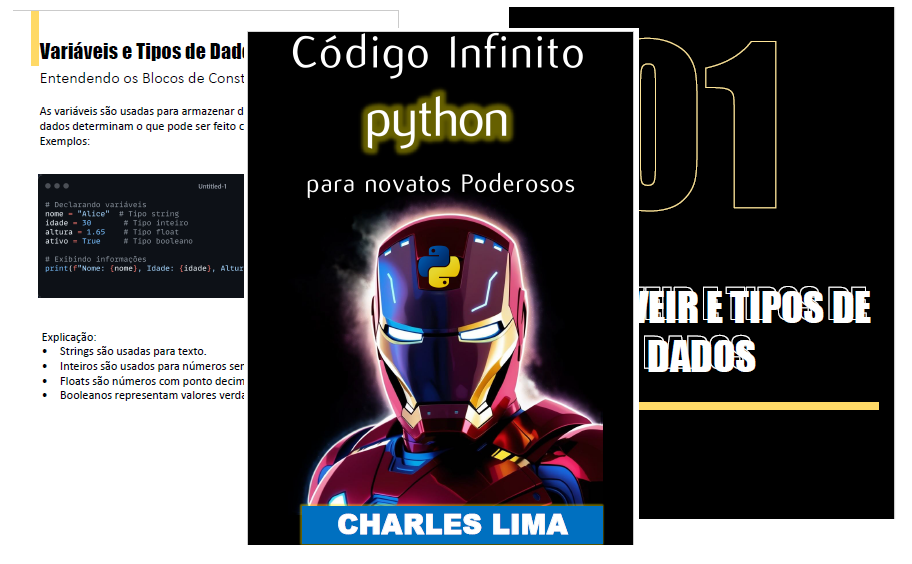 Variáveis e Tipos de Dado
Entendendo os Blocos de Const
As variáveis são usadas para armazenar d
dados determinam o que pode ser feito c
Exemplos:
Untitled-1
# Declarando variáveis
nome = "Alice"  # Tipo string
idade = 30       # Tipo inteiro
altura = 1.65    # Tipo float
ativo = True     # Tipo booleano
# Exibindo informações
print(f"Nome: {nome}, Idade: {idade}, Altur
Explicação:
• Strings são usadas para texto.
• Inteiros são usados para números ser
• Floats são números com ponto decim
• Booleanos representam valores verda
Código Infinito
python
para novatos Poderosos
CHARLES LIMA
01
VEIR E TIPOS DE
DADOS